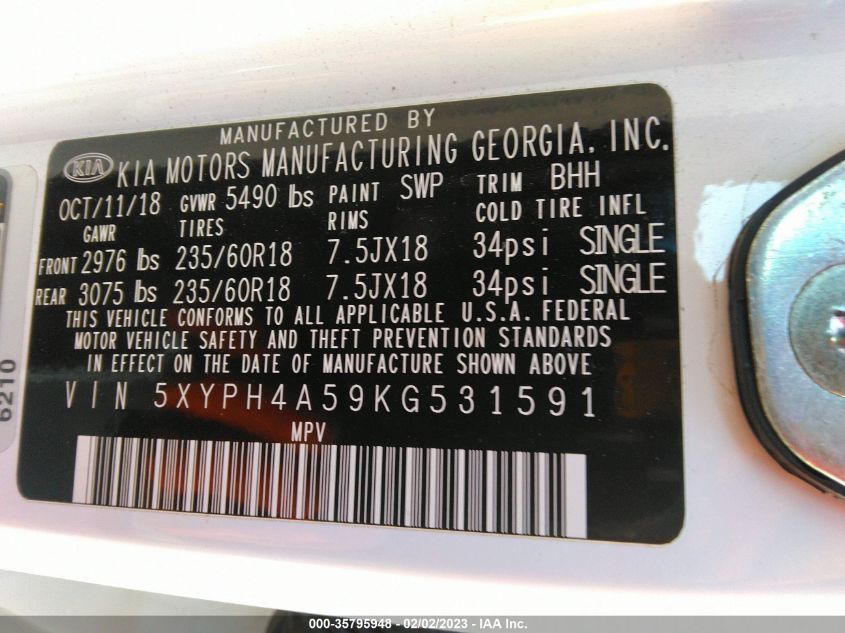 MANUFACTURED BY
KIA KIA MOTORS MANUFACTURING GEORGIA, INC.
OCT/11/18 GVWR 5490 lbs PAINT SWP TRIM BHH
GAWR TIRES RIMS COLD TIRE INFL
FRONT 2976 lbs 235/60R18 7.5JX18 34psi SINGLE
REAR 3075 lbs 235/60R18 7.5JX18 34psi SINGLE
THIS VEHICLE CONFORMS TO ALL APPLICABLE U.S.A. FEDERAL
MOTOR VEHICLE SAFETY AND THEFT PREVENTION STANDARDS
IN EFFECT ON THE DATE OF MANUFACTURE SHOWN ABOVE
VIN 5XYPH4A59KG531591
MPV
6210
000-35795948 - 02/02/2023 - IAA Inc.